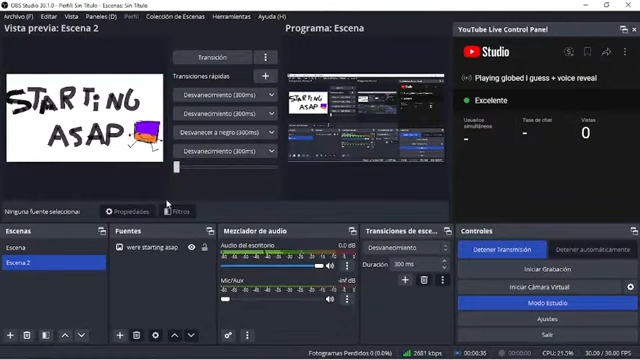 OBS Studio 30.1.0 - Perfil: Sin Título - Escenas: Sin Título
Archivo (F) Editar Vista Paneles (D) Perfil Colección de Escenas Herramientas Ayuda (H)
Vista previa: Escena 2
Programa: Escena
YouTube Live Control Panel
Transición
Transiciones rápidas
Desvanecimiento (300ms)
Desvanecimiento (300ms)
Desvanecer a negro (300ms)
Desvanecimiento (300ms)
STARTING
ASAP
Studio
Playing globed i guess + voice reveal
Excelente
Usuarios simultáneos
-
Tasa de chat
-
Vistas
0
Ninguna fuente seleccionada
Propiedades
Filtros
Escenas
Escena
Escena 2
Fuentes
were starting asap
Mezclador de audio
Audio del escritorio 0.0 dB
Mic/Aux -inf dB
Transiciones de esce...
Desvanecimiento
Duración 300 ms
Controles
Detener Transmisión
Detener automáticamente
Iniciar Grabación
Iniciar Cámara Virtual
Modo Estudio
Ajustes
Salir
Fotogramas Perdidos 0 (0.0%)
2681 kbps
00:00:36
00:00:00
CPU: 21.5%
30.00 / 30.00 FPS